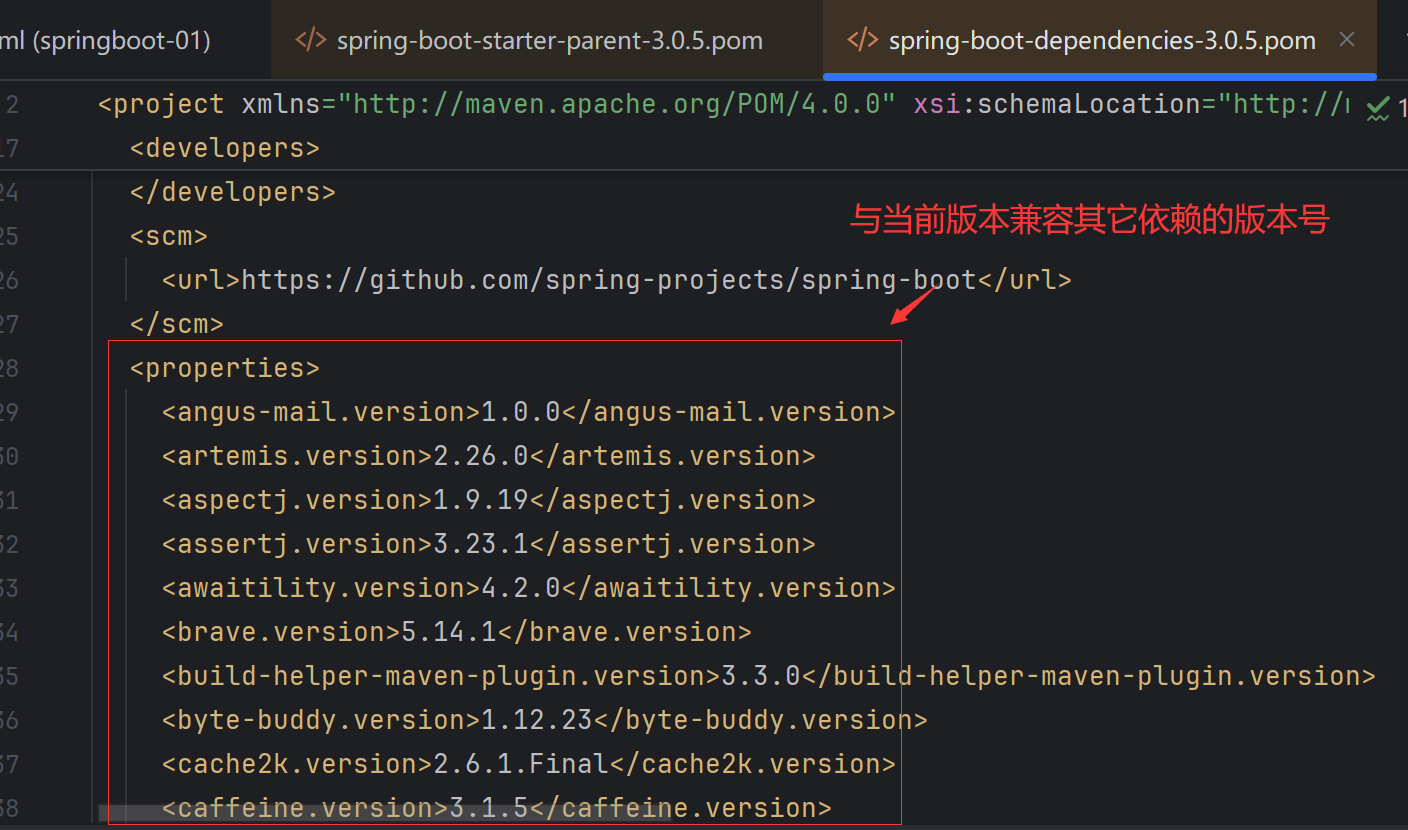 ml (springboot-01) </> spring-boot-starter-parent-3.0.5.pom </> spring-boot-dependencies-3.0.5.pom ×
2 <project xmlns="http://maven.apache.org/POM/4.0.0" xsi:schemaLocation="http://
17 <developers>
24 </developers>
与当前版本兼容其它依赖的版本号
25 <scm>
26 <url>https://github.com/spring-projects/spring-boot</url>
27 </scm>
28 <properties>
29 <angus-mail.version>1.0.0</angus-mail.version>
30 <artemis.version>2.26.0</artemis.version>
31 <aspectj.version>1.9.19</aspectj.version>
32 <assertj.version>3.23.1</assertj.version>
33 <awaitility.version>4.2.0</awaitility.version>
34 <brave.version>5.14.1</brave.version>
35 <build-helper-maven-plugin.version>3.3.0</build-helper-maven-plugin.version>
36 <byte-buddy.version>1.12.23</byte-buddy.version>
37 <cache2k.version>2.6.1.Final</cache2k.version>
38 <caffeine.version>3.1.5</caffeine.version>